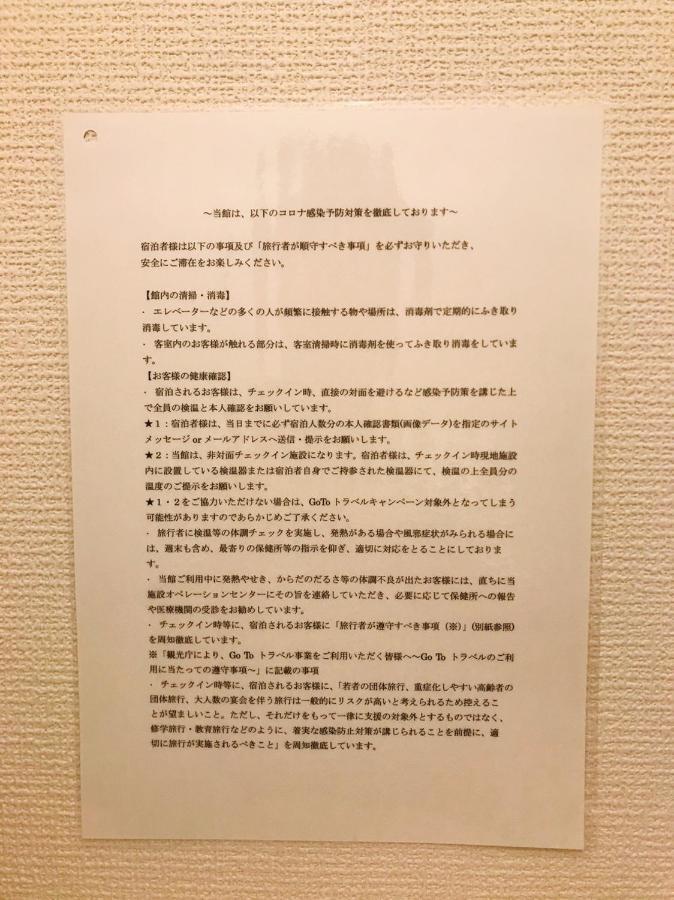 ～当館は、以下のコロナ感染予防対策を徹底しております～
宿泊者様は以下の事項及び「旅行者が順守すべき事項」を必ずお守りいただき、
安全にご滞在をお楽しみください。
【館内の清掃・消毒】
・ エレベーターなどの多くの人が頻繁に接触する物や場所は、消毒剤で定期的にふき取り
消毒しています。
・ 客室内のお客様が触れる部分は、客室清掃時に消毒剤を使ってふき取り消毒をしていま
す。
【お客様の健康確認】
・ 宿泊されるお客様は、チェックイン時、直接の対面を避けるなど感染予防策を講じた上
で全員の検温と本人確認をお願いしています。
★１：宿泊者様は、当日までに必ず宿泊人数分の本人確認書類(画像データ)を指定のサイト
メッセージ or メールアドレスへ送信・提示をお願いします。
★２：当館は、非対面チェックイン施設になります。宿泊者様は、チェックイン時現地施設
内に設置している検温器または宿泊者自身でご持参された検温器にて、検温の上全員分の
温度のご提示をお願いします。
★１・２をご協力いただけない場合は、GoTo トラベルキャンペーン対象外となってしまう
可能性がありますのであらかじめご了承ください。
・ 旅行者に検温等の体調チェックを実施し、発熱がある場合や風邪症状がみられる場合に
は、週末も含め、最寄りの保健所等の指示を仰ぎ、適切に対応をとることにしておりま
す。
・ 当館ご利用中に発熱やせき、からだのだるさ等の体調不良が出たお客様には、直ちに当
施設オペレーションセンターにその旨を連絡していただき、必要に応じて保健所への報告
や医療機関の受診をお勧めしています。
・ チェックイン時等に、宿泊されるお客様に「旅行者が遵守すべき事項（※）」(別紙参照)
を周知徹底しています。
※「観光庁により、Go To トラベル事業をご利用いただく皆様へ～Go To トラベルのご利
用に当たっての遵守事項～」に記載の事項
・ チェックイン時等に、宿泊されるお客様に、「若者の団体旅行、重症化しやすい高齢者の
団体旅行、大人数の宴会を伴う旅行は一般的にリスクが高いと考えられるため控えるこ
とが望ましいこと。ただし、それだけをもって一律に支援の対象外とするものではなく、
修学旅行・教育旅行などのように、着実な感染防止対策が講じられることを前提に、適
切に旅行が実施されるべきこと」を周知徹底しています。